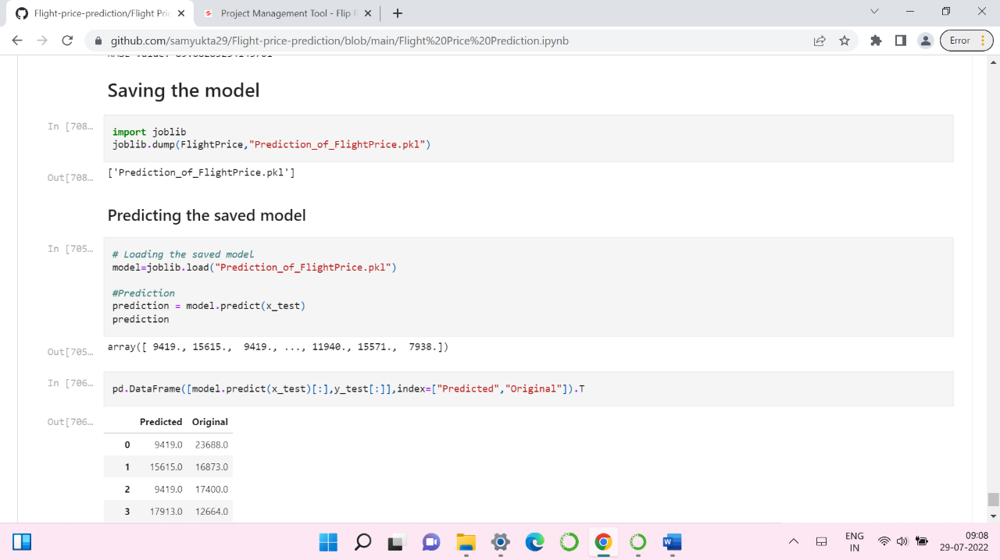 Flight-price-prediction/Flight Pric
Project Management Tool - Flip R
github.com/samyukta29/Flight-price-prediction/blob/main/Flight%20Price%20Prediction.ipynb
Error
Saving the model
In [708…
import joblib
joblib.dump(FlightPrice,"Prediction_of_FlightPrice.pkl")
Out[708…
['Prediction_of_FlightPrice.pkl']
Predicting the saved model
In [705…
# Loading the saved model
model=joblib.load("Prediction_of_FlightPrice.pkl")
#Prediction
prediction = model.predict(x_test)
prediction
Out[705…
array([ 9419., 15615.,  9419., ..., 11940., 15571.,  7938.])
In [706…
pd.DataFrame([model.predict(x_test)[:],y_test[:]],index=["Predicted","Original"]).T
Out[706…
Predicted Original
0 9419.0 23688.0
1 15615.0 16873.0
2 9419.0 17400.0
3 17913.0 12664.0
ENG
IN
09:08
29-07-2022